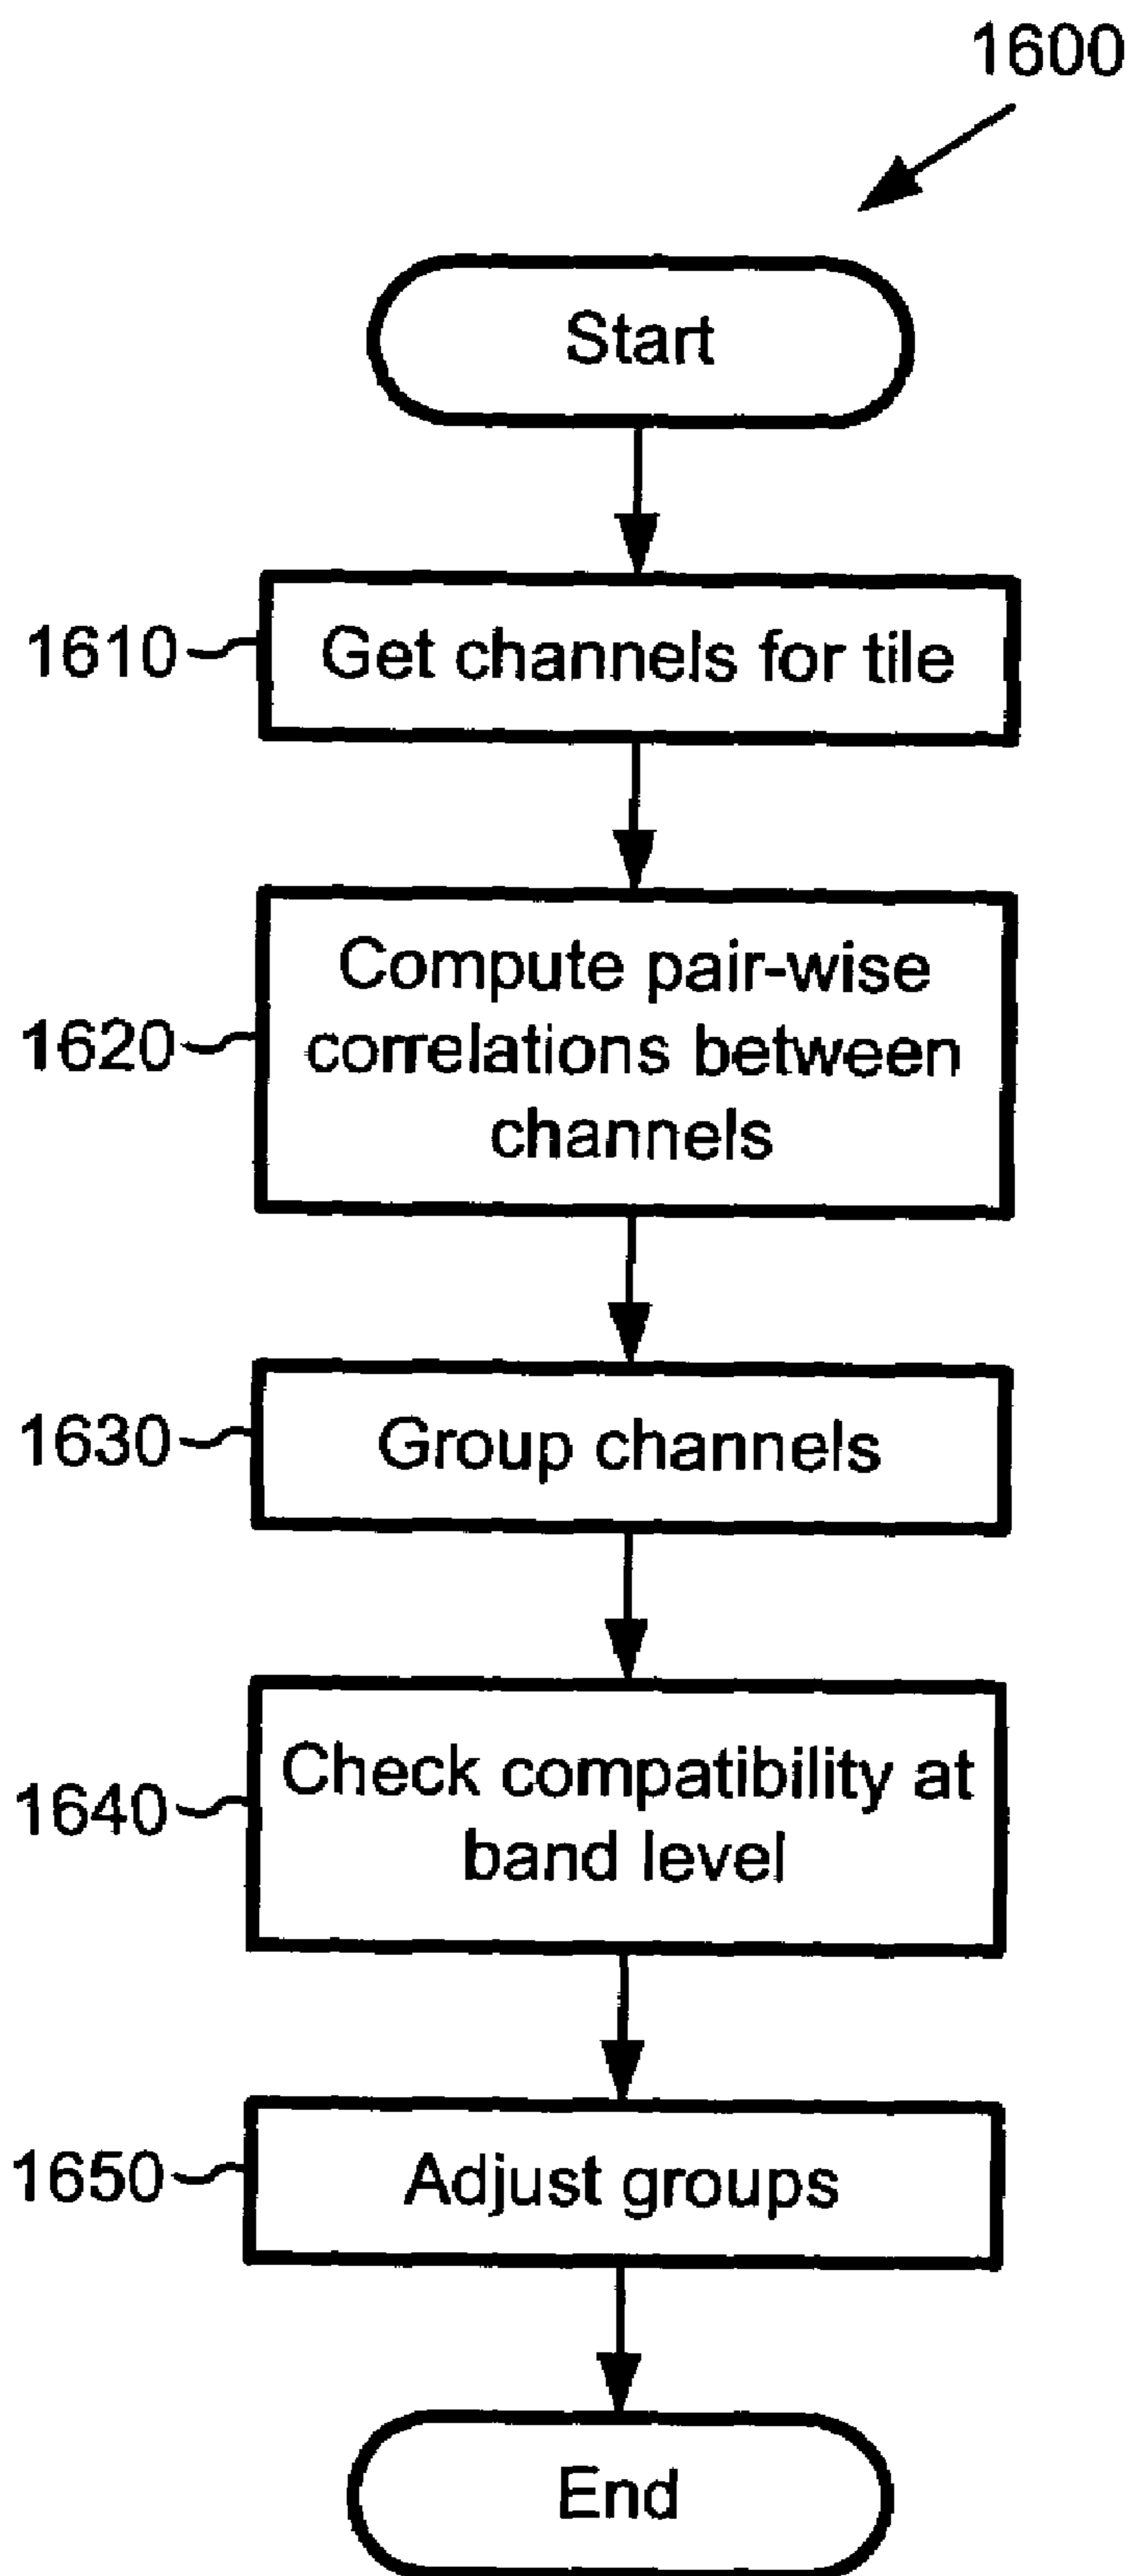 1600
Start
1610
Get channels for tile
1620
Compute pair-wise
correlations between
channels
1630
Group channels
1640
Check compatibility at
band level
1650
Adjust groups
End